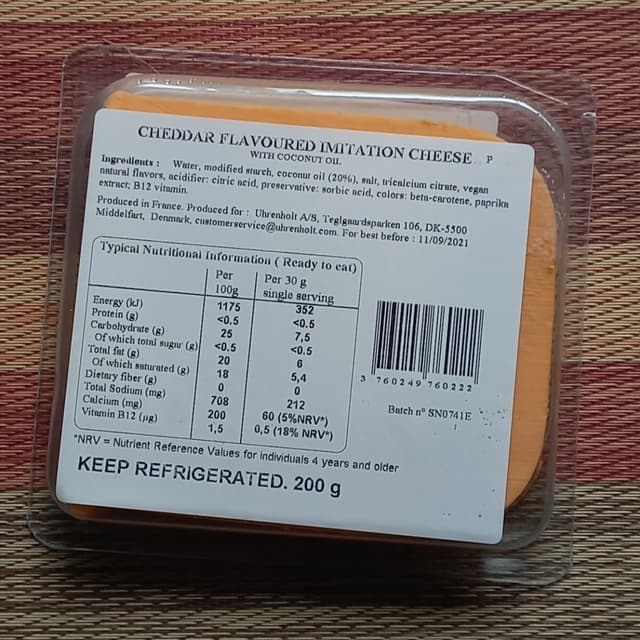 CHEDDAR FLAVOURED IMITATION CHEESE P
WITH COCONUT OIL
Ingredients : Water, modified starch, coconut oil (20%), salt, tricalcium citrate, vegan
natural flavors, acidifier: citric acid, preservative: sorbic acid, colors: beta-carotene, paprika
extract; B12 vitamin.
Produced in France. Produced for : Uhrenholt A/S, Teglgaardsparken 106, DK-5500
Middelfart, Denmark, customerservice@uhrenholt.com. For best before : 11/09/2021
Typical Nutritional Information ( Ready to eat)
Per 100g Per 30 g single serving
Energy (kJ) 1175 352
Protein (g) <0.5 <0.5
Carbohydrate (g) 25 7,5
Of which total sugar (g) <0.5 <0.5
Total fat (g) 20 6
Of which saturated (g) 18 5,4
Dietary fiber (g) 0 0
Total Sodium (mg) 708 212
Calcium (mg) 200 60 (5%NRV*)
Vitamin B12 (µg) 1,5 0,5 (18% NRV*)
3 760249 760222
Batch n° SN0741E
*NRV = Nutrient Reference Values for individuals 4 years and older
KEEP REFRIGERATED. 200 g